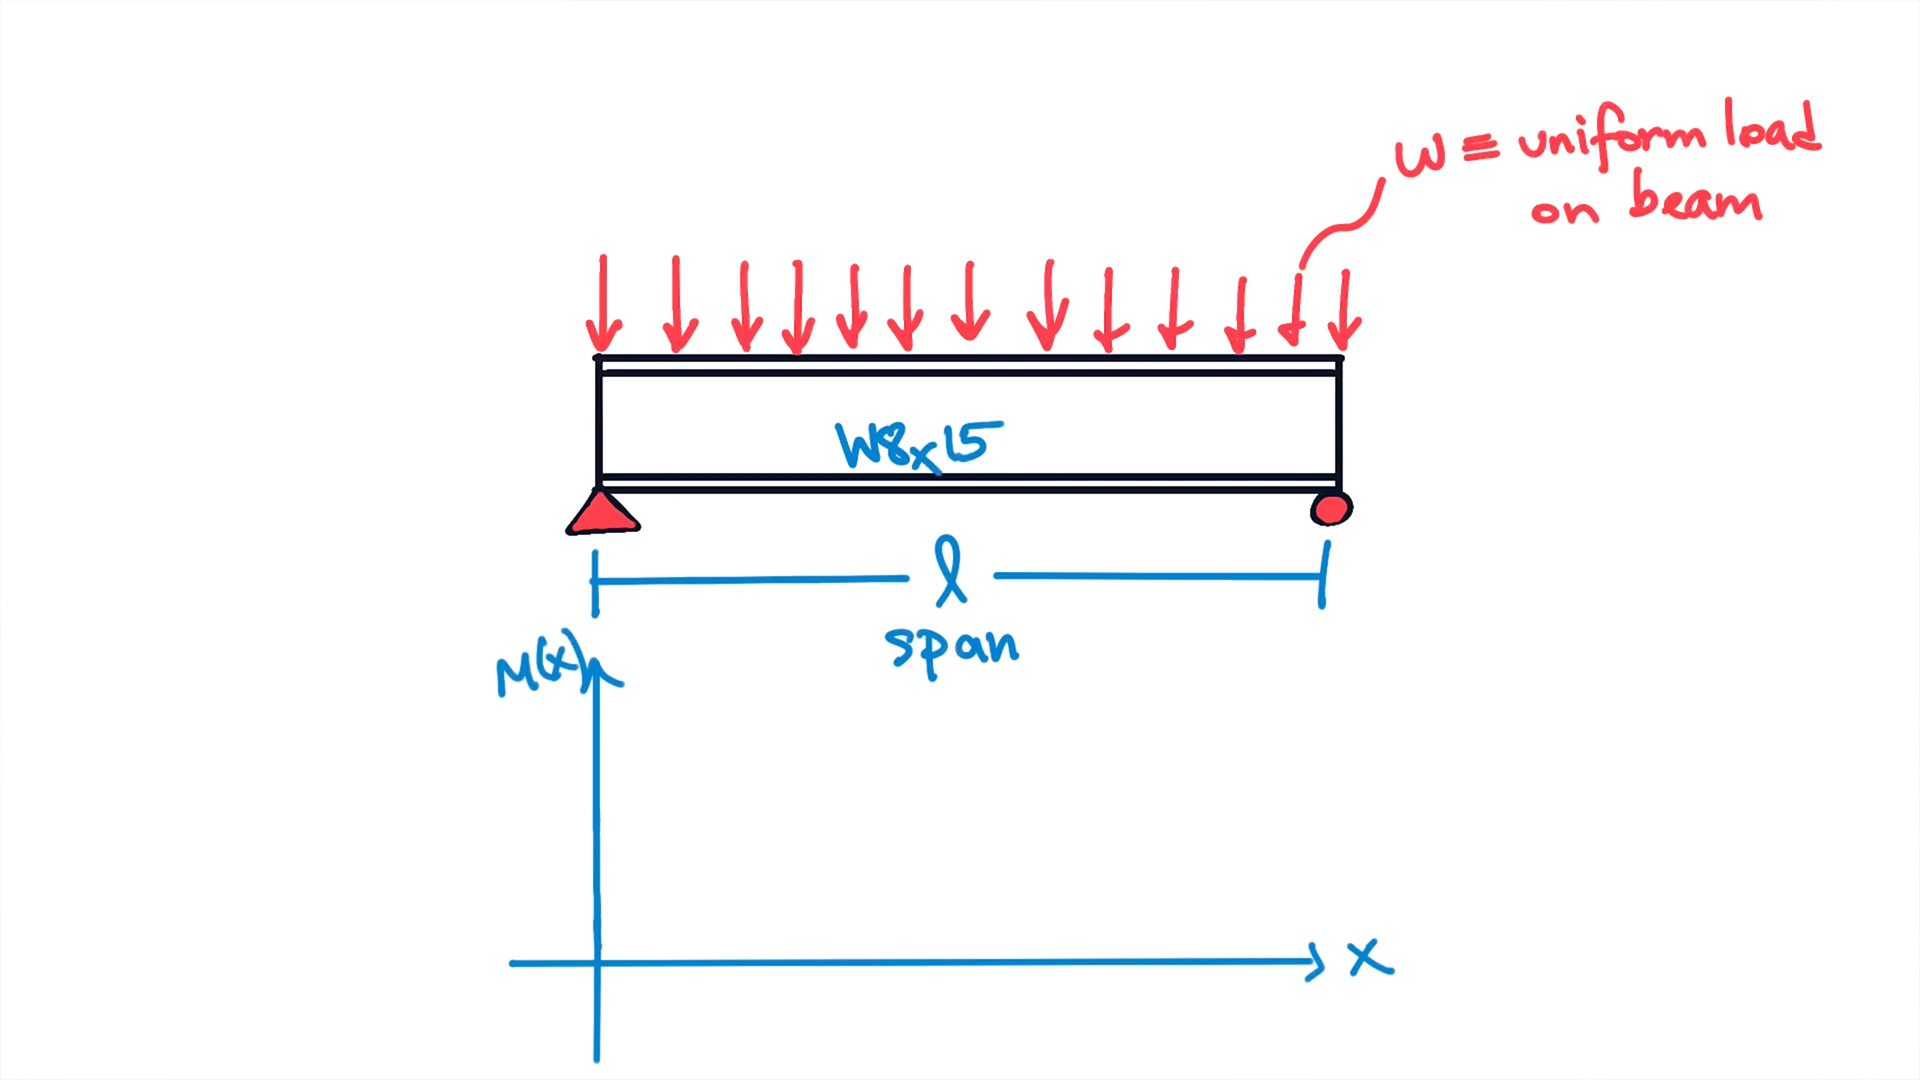 w ≡ uniform load
on beam
W8x15
l
span
M(x)
x